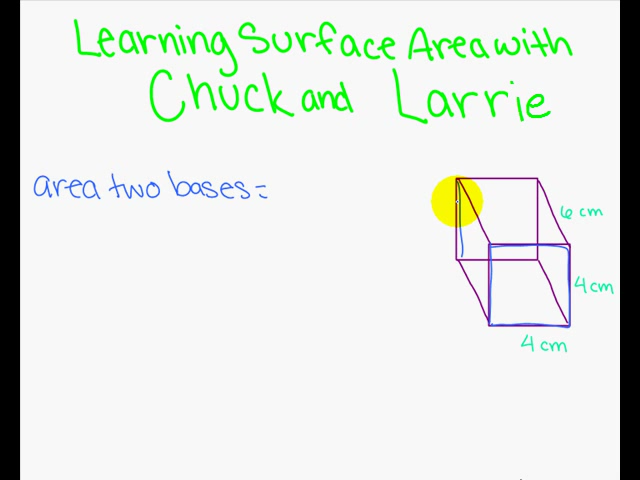 Learning Surface Area with
Chuck and Larrie
area two bases=
6 cm
4 cm
4 cm